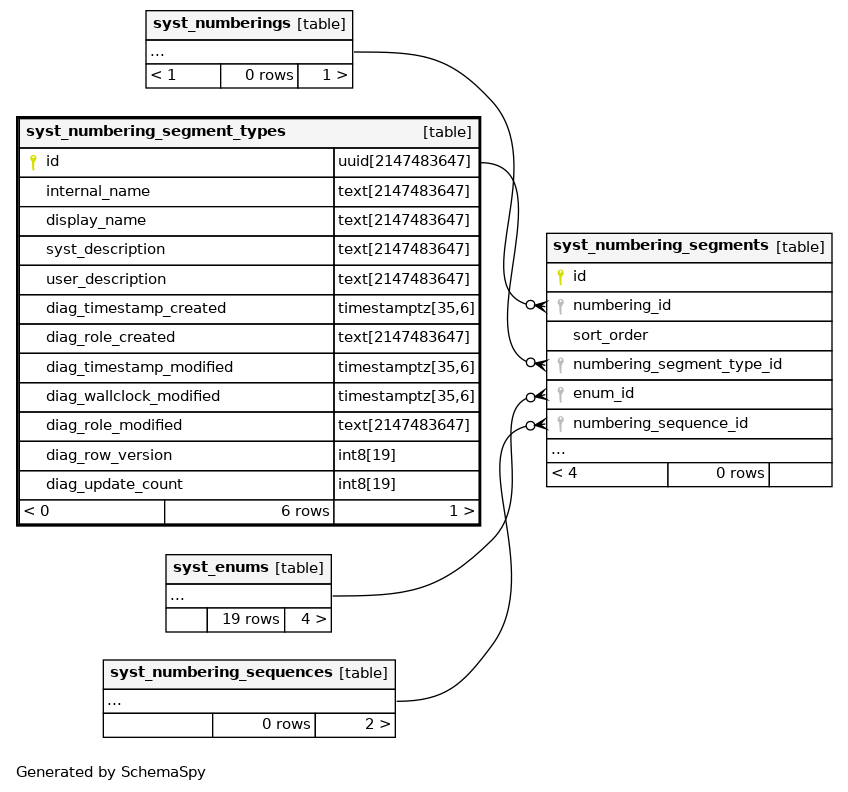 syst_numberings [table]
...
< 1 0 rows 1 >
syst_numbering_segment_types [table]
id uuid[2147483647]
internal_name text[2147483647]
display_name text[2147483647]
syst_description text[2147483647]
user_description text[2147483647]
diag_timestamp_created timestamptz[35,6]
diag_role_created text[2147483647]
diag_timestamp_modified timestamptz[35,6]
diag_wallclock_modified timestamptz[35,6]
diag_role_modified text[2147483647]
diag_row_version int8[19]
diag_update_count int8[19]
< 0 6 rows 1 >
syst_numbering_segments [table]
id
numbering_id
sort_order
numbering_segment_type_id
enum_id
numbering_sequence_id
...
< 4 0 rows
syst_enums [table]
...
19 rows 4 >
syst_numbering_sequences [table]
...
0 rows 2 >
Generated by SchemaSpy